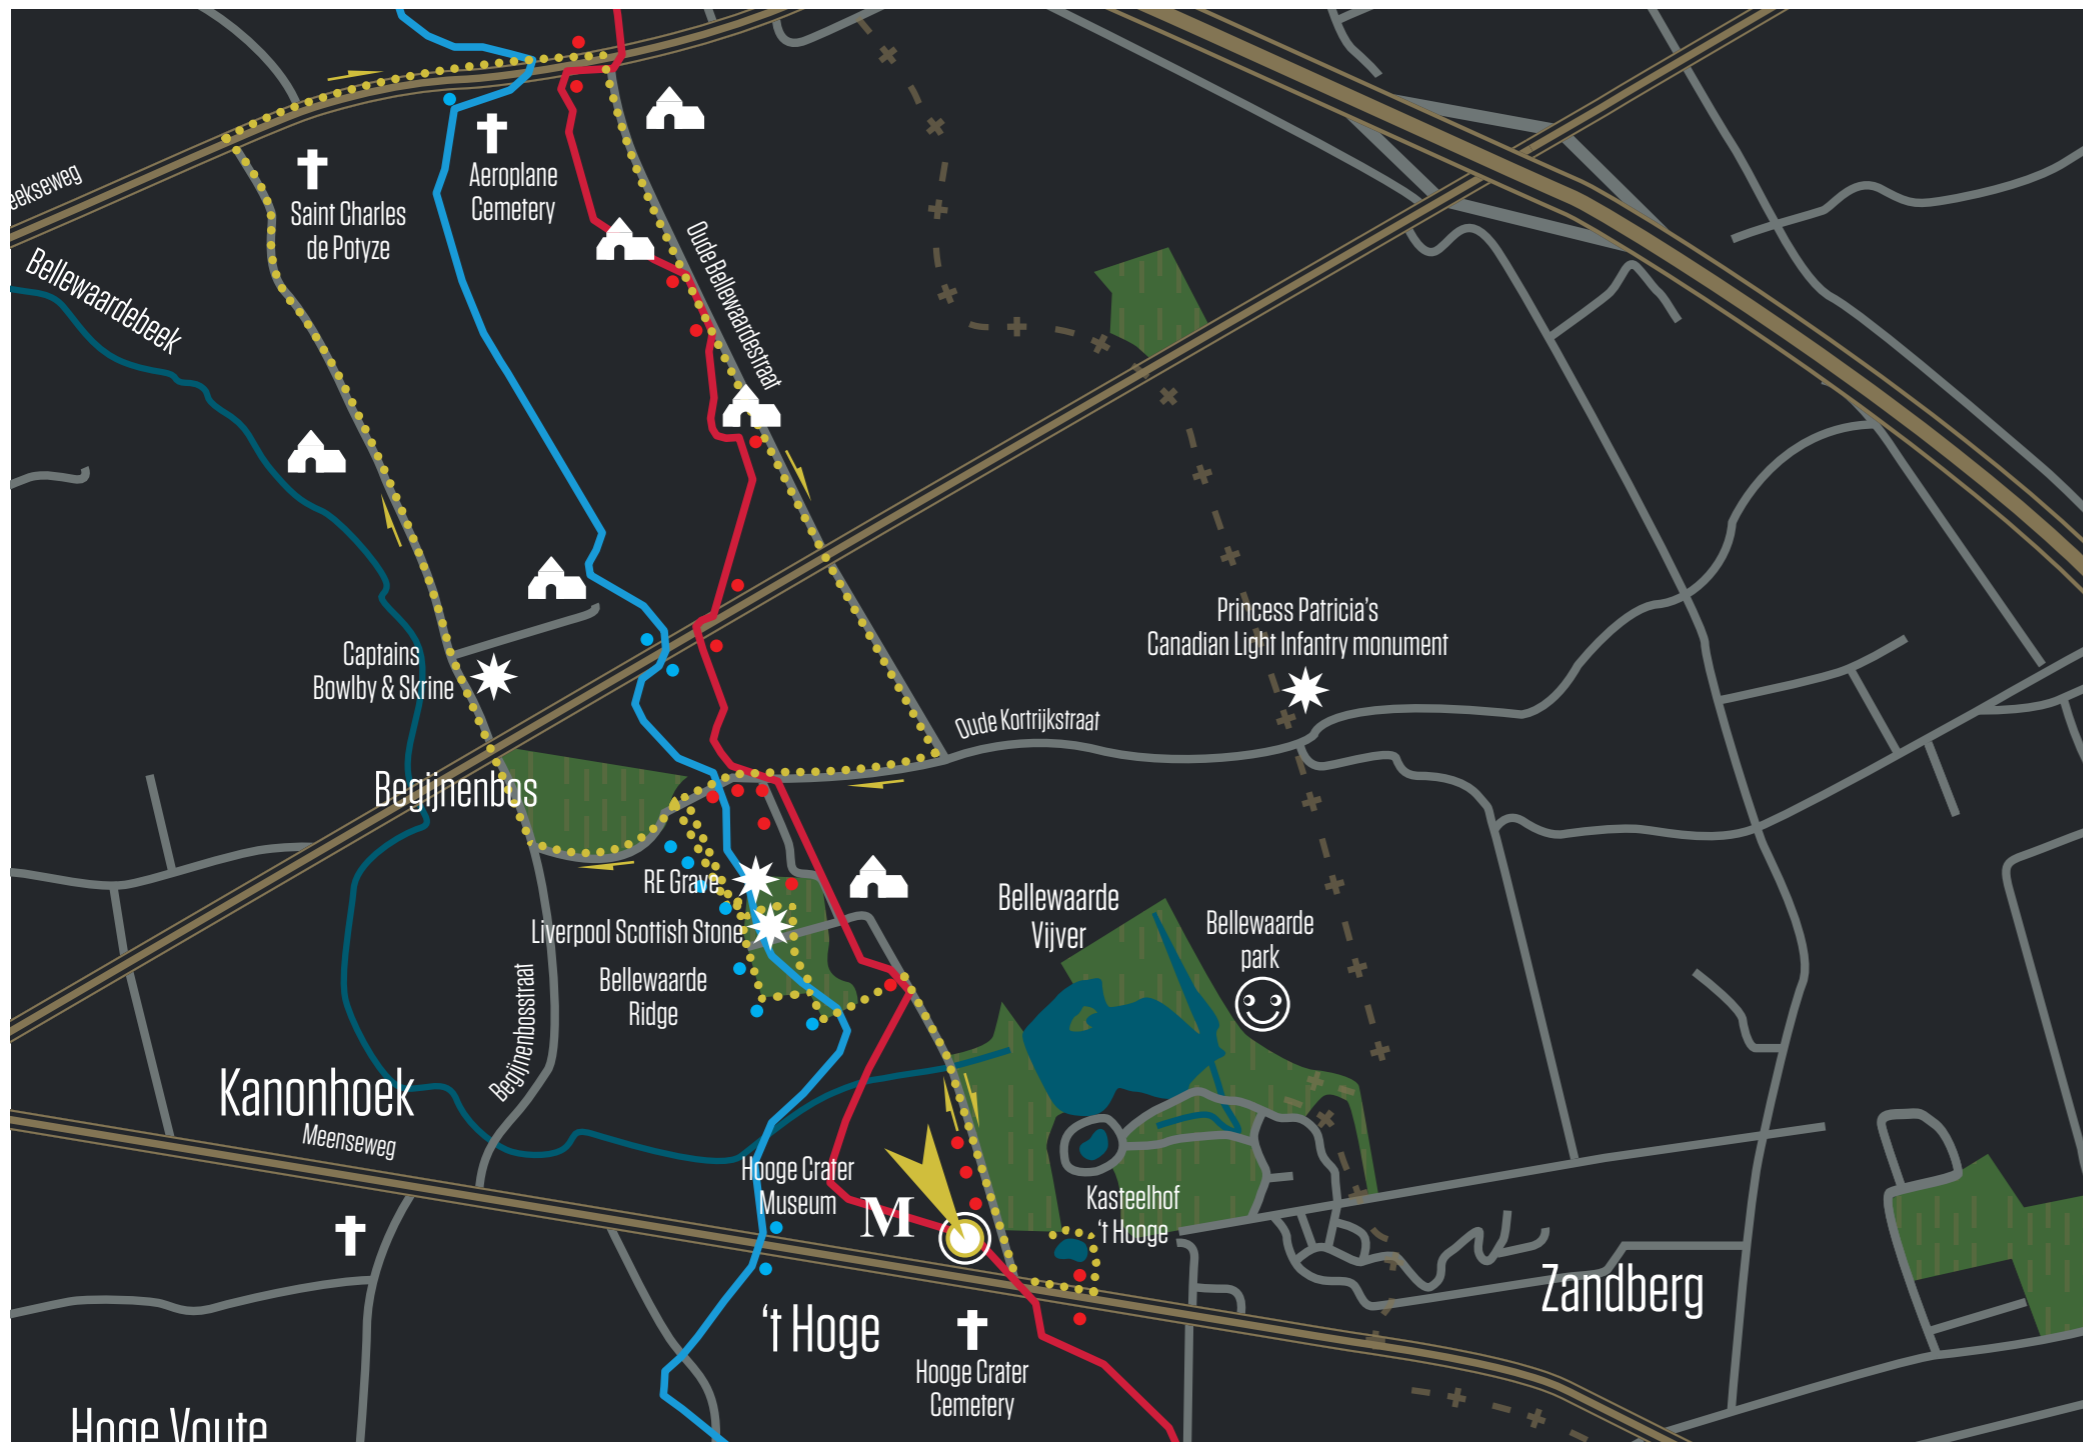 eekseweg
Bellewaardebeek
Saint Charles
de Potyze
Aeroplane
Cemetery
Oude Bellewaardestraat
Captains
Bowlby & Skrine
Princess Patricia's
Canadian Light Infantry monument
Oude Kortrijkstraat
Begijnenbos
RE Grave
Liverpool Scottish Stone
Bellewaarde
Ridge
Bellewaarde
Vijver
Bellewaarde
park
Begijnenbosstraat
Kanonhoek
Meenseweg
Hooge Crater
Museum
M
Kasteelhof
‘t Hooge
Zandberg
‘t Hoge
Hooge Crater
Cemetery
Hoge Voute